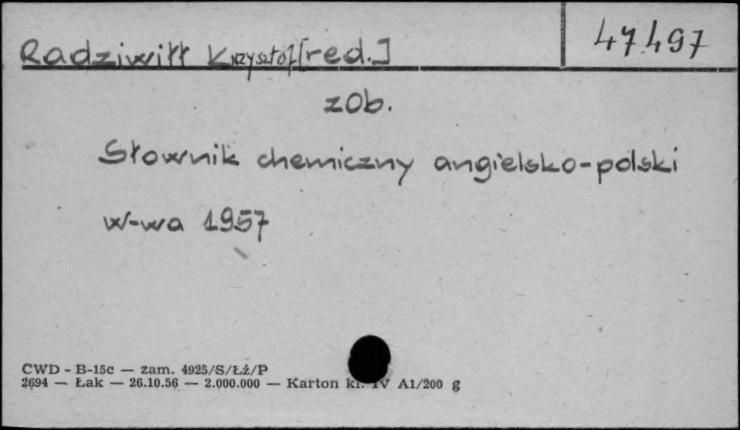 Radziwiłł Krzysztof [red.]
47497
zob.
Słownik chemiczny angielsko-polski
W-wa 1957
CWD - B-15c — zam. 4925/S/Łż/P
2694 — Łak — 26.10.56 — 2.000.000 — Karton kl. IV A1/200 g